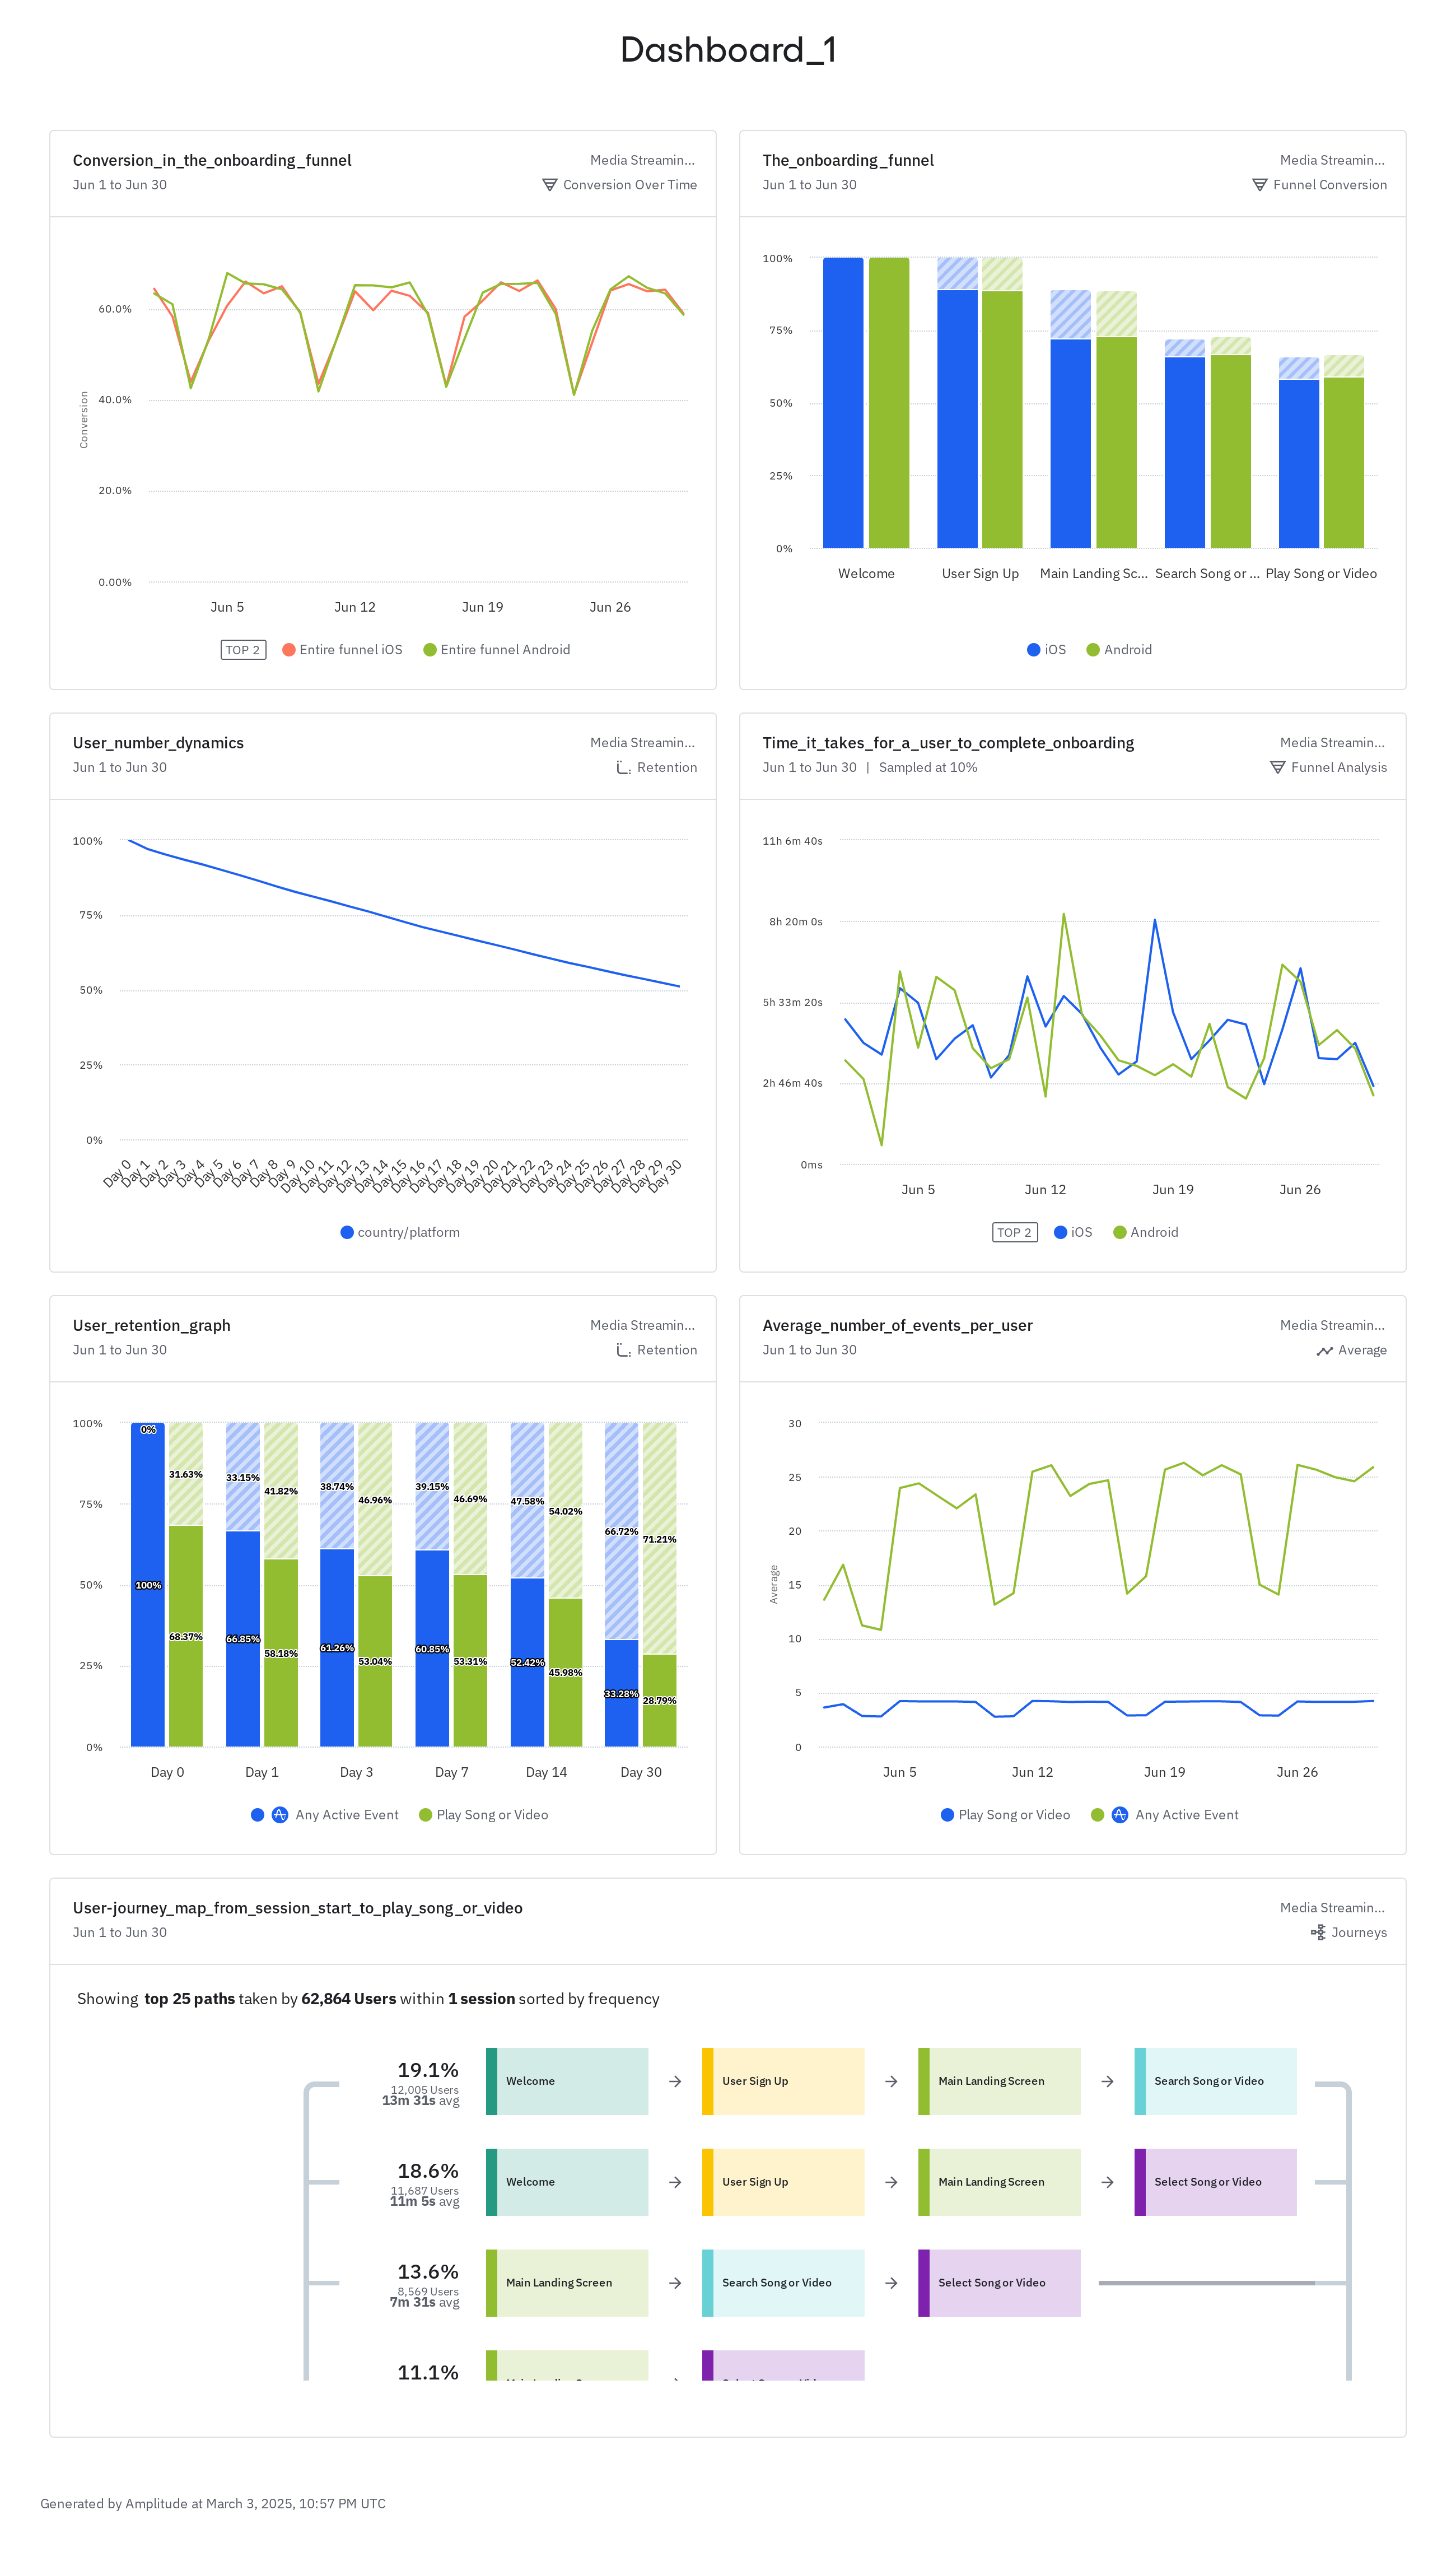 Dashboard_1
Conversion_in_the_onboarding_funnel
Media Streamin...
Jun 1 to Jun 30
Conversion Over Time
60.0%
40.0%
20.0%
0.00%
Conversion
Jun 5
Jun 12
Jun 19
Jun 26
TOP 2
Entire funnel iOS
Entire funnel Android
The_onboarding_funnel
Media Streamin...
Jun 1 to Jun 30
Funnel Conversion
100%
75%
50%
25%
0%
Welcome
User Sign Up
Main Landing Sc...
Search Song or ...
Play Song or Video
iOS
Android
User_number_dynamics
Media Streamin...
Jun 1 to Jun 30
Retention
100%
75%
50%
25%
0%
Day 0
Day 1
Day 2
Day 3
Day 4
Day 5
Day 6
Day 7
Day 8
Day 9
Day 10
Day 11
Day 12
Day 13
Day 14
Day 15
Day 16
Day 17
Day 18
Day 19
Day 20
Day 21
Day 22
Day 23
Day 24
Day 25
Day 26
Day 27
Day 28
Day 29
Day 30
country/platform
Time_it_takes_for_a_user_to_complete_onboarding
Media Streamin...
Jun 1 to Jun 30 | Sampled at 10%
Funnel Analysis
11h 6m 40s
8h 20m 0s
5h 33m 20s
2h 46m 40s
0ms
Jun 5
Jun 12
Jun 19
Jun 26
TOP 2
iOS
Android
User_retention_graph
Media Streamin...
Jun 1 to Jun 30
Retention
100%
75%
50%
25%
0%
0%
100%
31.63%
68.37%
33.15%
66.85%
41.82%
58.18%
38.74%
61.26%
46.96%
53.04%
39.15%
60.85%
46.69%
53.31%
47.58%
52.42%
54.02%
45.98%
66.72%
33.28%
71.21%
28.79%
Day 0
Day 1
Day 3
Day 7
Day 14
Day 30
Any Active Event
Play Song or Video
Average_number_of_events_per_user
Media Streamin...
Jun 1 to Jun 30
Average
30
25
20
15
10
5
0
Average
Jun 5
Jun 12
Jun 19
Jun 26
Play Song or Video
Any Active Event
User-journey_map_from_session_start_to_play_song_or_video
Media Streamin...
Jun 1 to Jun 30
Journeys
Showing top 25 paths taken by 62,864 Users within 1 session sorted by frequency
19.1%
12,005 Users
13m 31s avg
Welcome
User Sign Up
Main Landing Screen
Search Song or Video
18.6%
11,687 Users
11m 5s avg
Welcome
User Sign Up
Main Landing Screen
Select Song or Video
13.6%
8,569 Users
7m 31s avg
Main Landing Screen
Search Song or Video
Select Song or Video
11.1%
Generated by Amplitude at March 3, 2025, 10:57 PM UTC